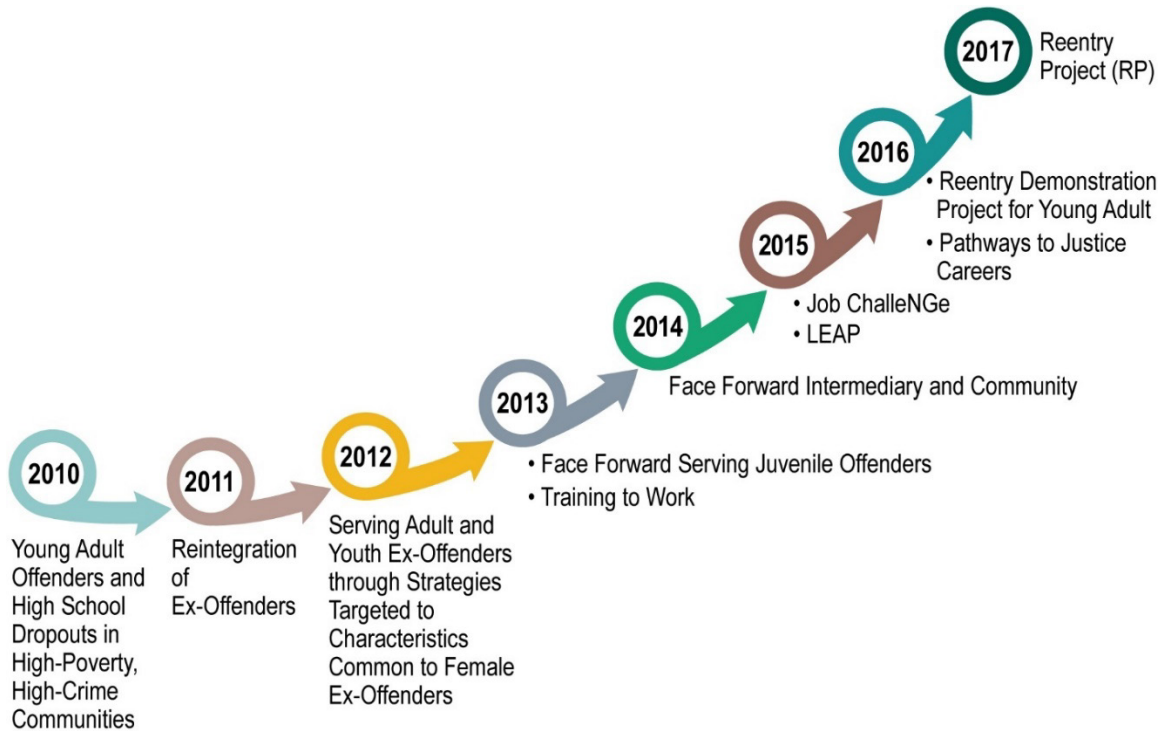 2010
Young Adult
Offenders and
High School
Dropouts in
High-Poverty,
High-Crime
Communities
2011
Reintegration
of
Ex-Offenders
2012
Serving Adult and
Youth Ex-Offenders
through Strategies
Targeted to
Characteristics
Common to Female
Ex-Offenders
2013
• Face Forward Serving Juvenile Offenders
• Training to Work
2014
Face Forward Intermediary and Community
2015
• Job ChalleNGe
• LEAP
2016
• Reentry Demonstration
Project for Young Adult
• Pathways to Justice
Careers
2017
Reentry
Project (RP)